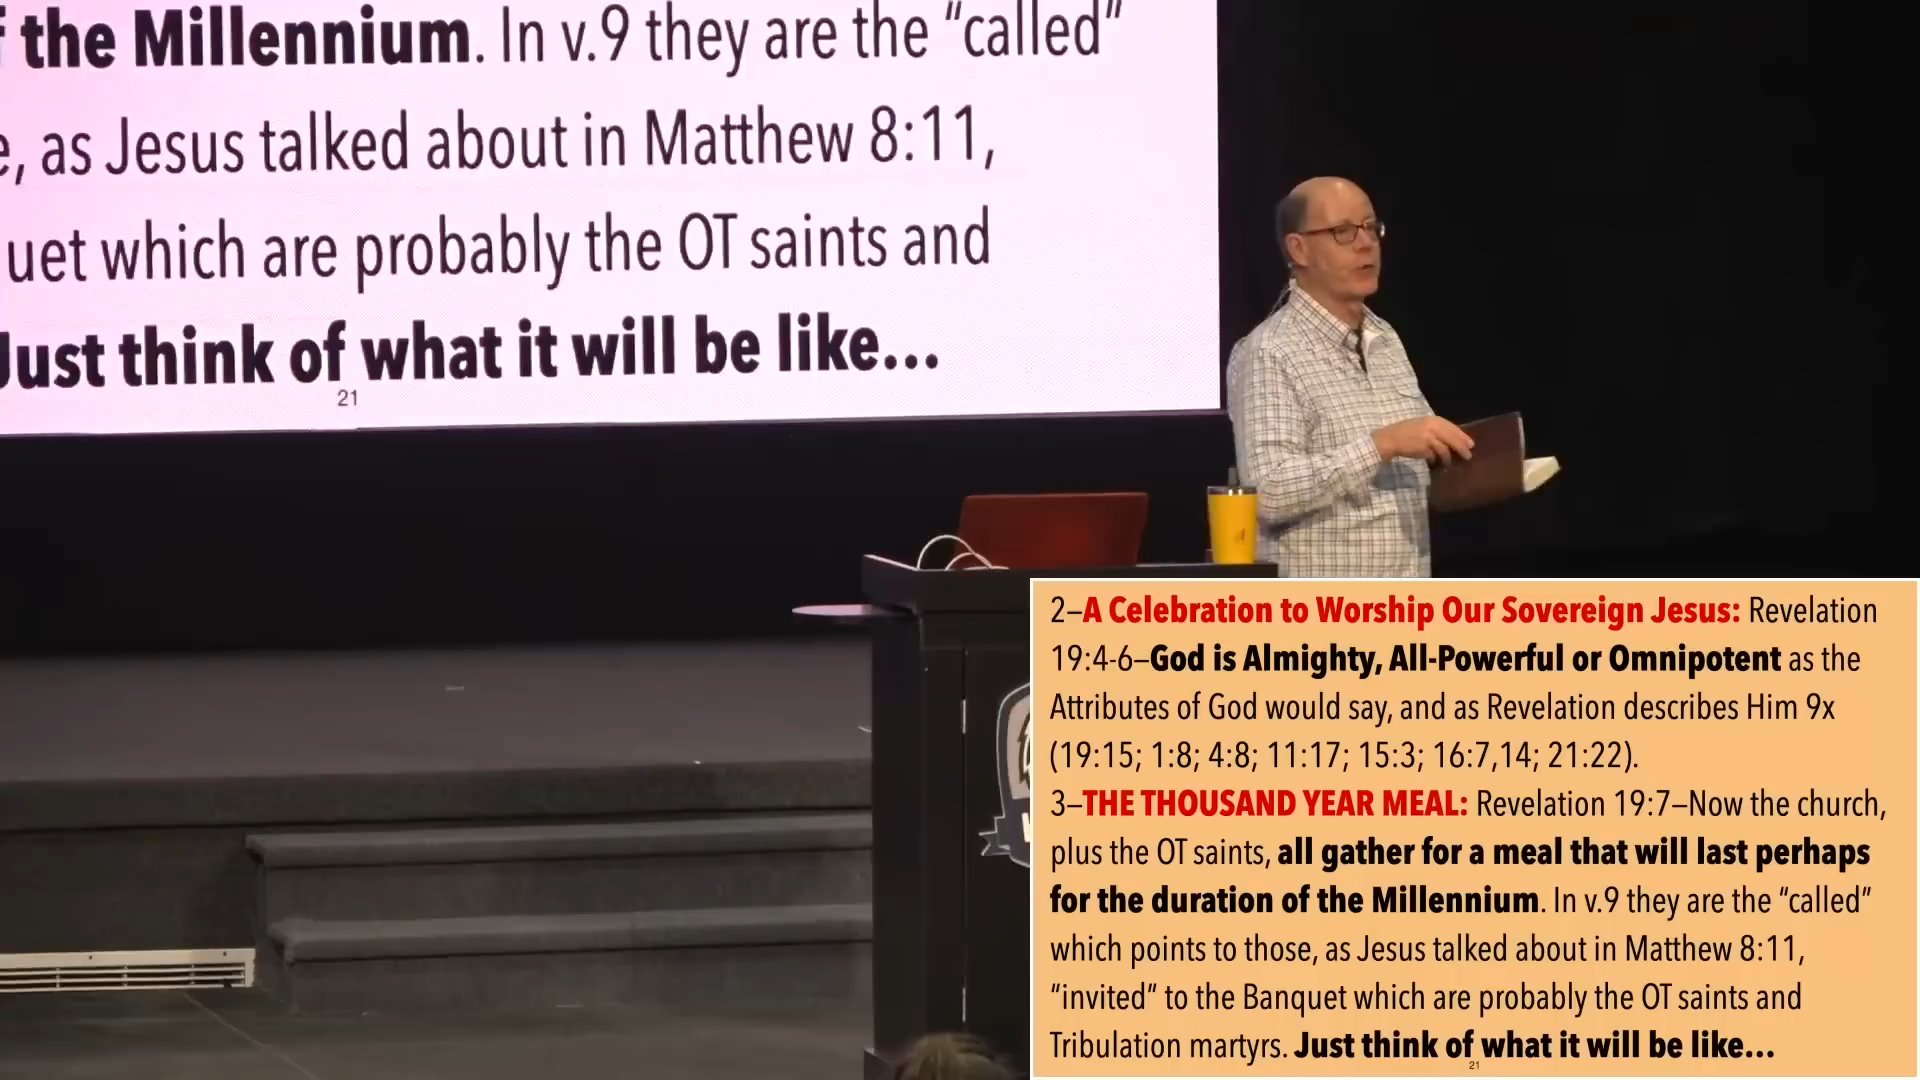 the Millennium. In v.9 they are the “called”
, as Jesus talked about in Matthew 8:11,
which are probably the OT saints and
Just think of what it will be like...
21
2–A Celebration to Worship Our Sovereign Jesus: Revelation
19:4-6–God is Almighty, All-Powerful or Omnipotent as the
Attributes of God would say, and as Revelation describes Him 9x
(19:15; 1:8; 4:8; 11:17; 15:3; 16:7,14; 21:22).
3–THE THOUSAND YEAR MEAL: Revelation 19:7–Now the church,
plus the OT saints, all gather for a meal that will last perhaps
for the duration of the Millennium. In v.9 they are the “called”
which points to those, as Jesus talked about in Matthew 8:11,
“invited” to the Banquet which are probably the OT saints and
Tribulation martyrs. Just think of what it will be like...
21